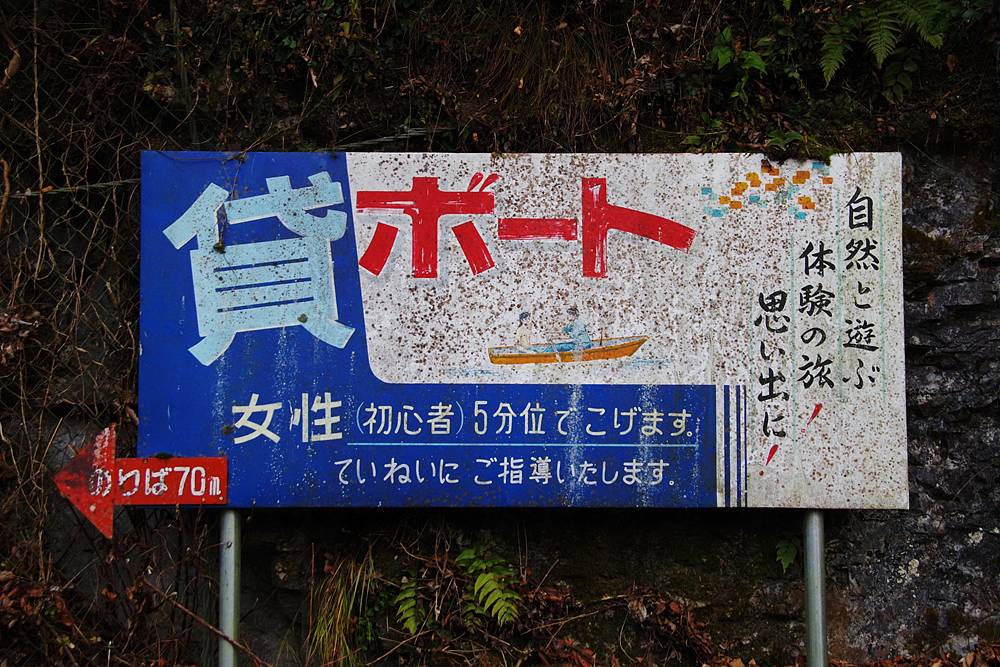 貸ボート
自然と遊ぶ
体験の旅!
思い出に!
女性(初心者)5分位でこげます。
ていねいに ご指導いたします。
のりば70m